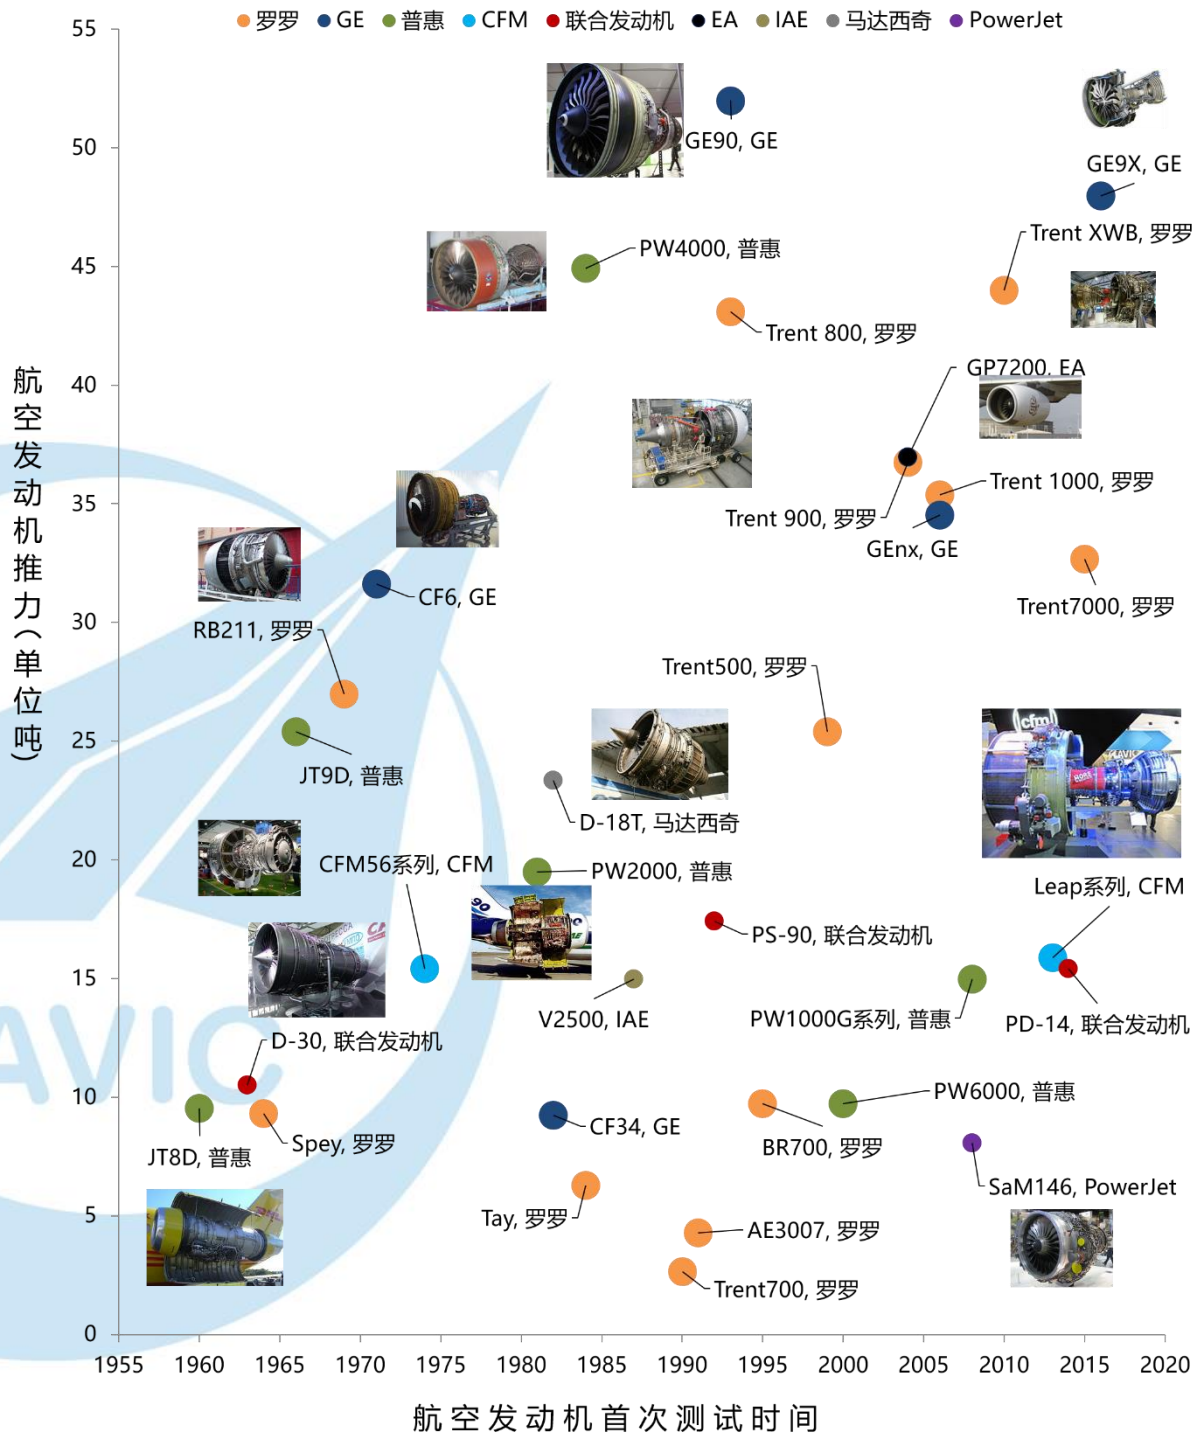 罗罗 GE 普惠 CFM 联合发动机 EA IAE 马达西奇 PowerJet
55
50
45
40
35
30
25
20
15
10
5
0
航空发动机推力(单位吨)
GE90, GE
GE9X, GE
Trent XWB, 罗罗
PW4000, 普惠
Trent 800, 罗罗
GP7200, EA
Trent 1000, 罗罗
Trent 900, 罗罗
GEnx, GE
CF6, GE
Trent7000, 罗罗
RB211, 罗罗
Trent500, 罗罗
cfm
JT9D, 普惠
D-18T, 马达西奇
CFM56系列, CFM
PW2000, 普惠
Leap系列, CFM
PS-90, 联合发动机
V2500, IAE
PW1000G系列, 普惠
PD-14, 联合发动机
D-30, 联合发动机
AVIC
PW6000, 普惠
JT8D, 普惠
Spey, 罗罗
CF34, GE
BR700, 罗罗
SaM146, PowerJet
Tay, 罗罗
AE3007, 罗罗
Trent700, 罗罗
1955 1960 1965 1970 1975 1980 1985 1990 1995 2000 2005 2010 2015 2020
航空发动机首次测试时间